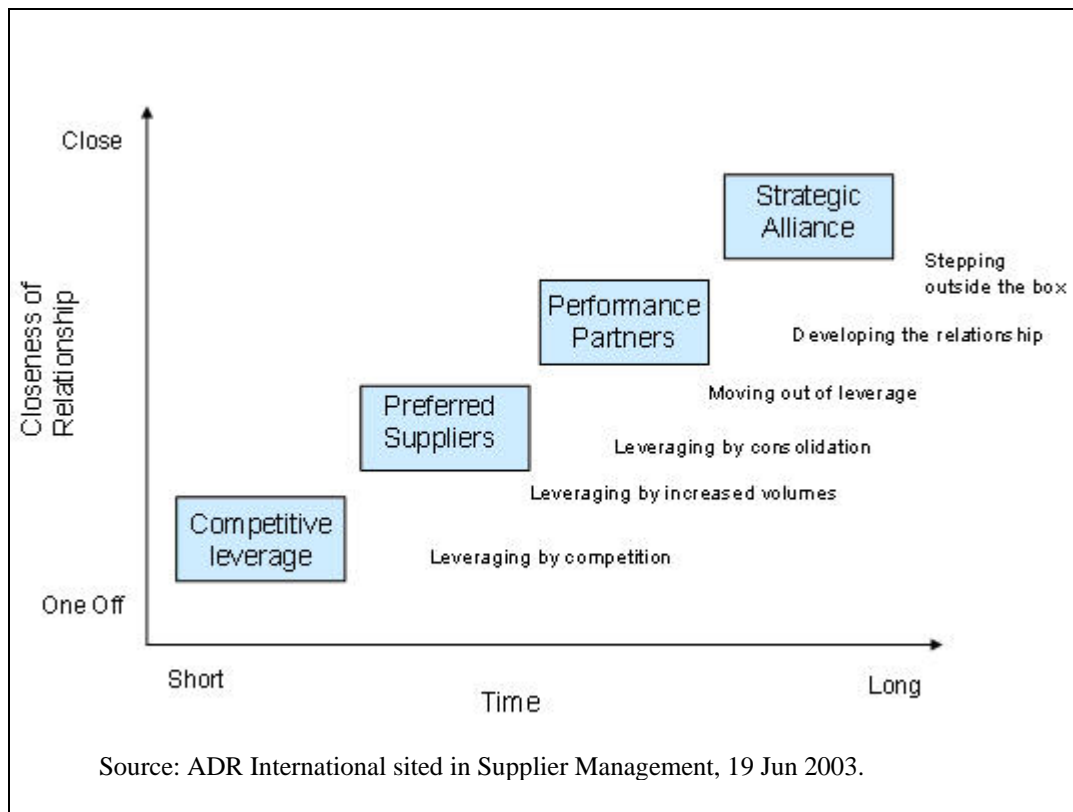 Close
Strategic
Alliance
Stepping
outside the box
Performance
Partners
Developing the relationship
Closeness of
Relationship
Moving out of leverage
Preferred
Suppliers
Leveraging by consolidation
Leveraging by increased volumes
Competitive
leverage
Leveraging by competition
One Off
Short
Long
Time
Source: ADR International sited in Supplier Management, 19 Jun 2003.